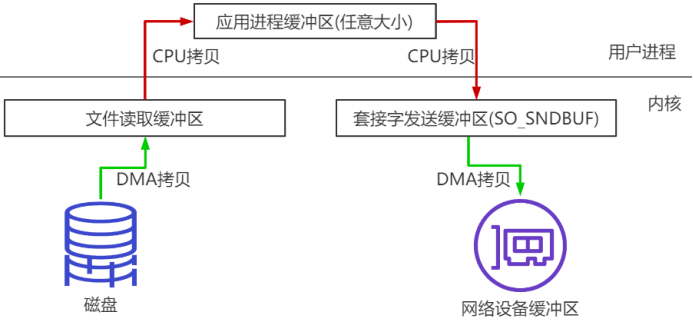 应用进程缓冲区(任意大小)
CPU拷贝
CPU拷贝
用户进程
内核
文件读取缓冲区
套接字发送缓冲区(SO_SNDBUF)
DMA拷贝
DMA拷贝
磁盘
网络设备缓冲区